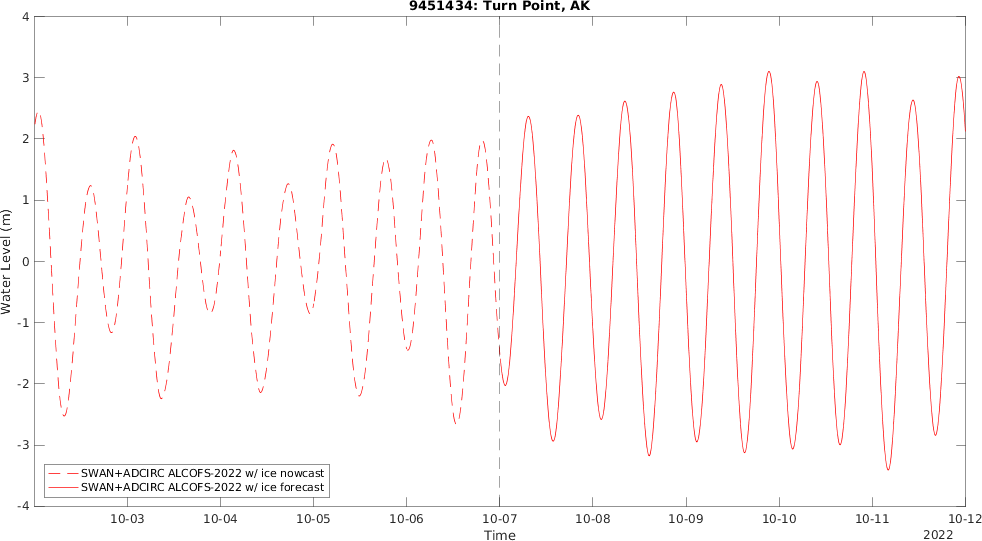 9451434: Turn Point, AK
4
3
2
1
0
-1
-2
-3
-4
Water Level (m)
SWAN+ADCIRC ALCOFS-2022 w/ ice nowcast
SWAN+ADCIRC ALCOFS-2022 w/ ice forecast
10-03 10-04 10-05 10-06 10-07 10-08 10-09 10-10 10-11 10-12
Time
2022